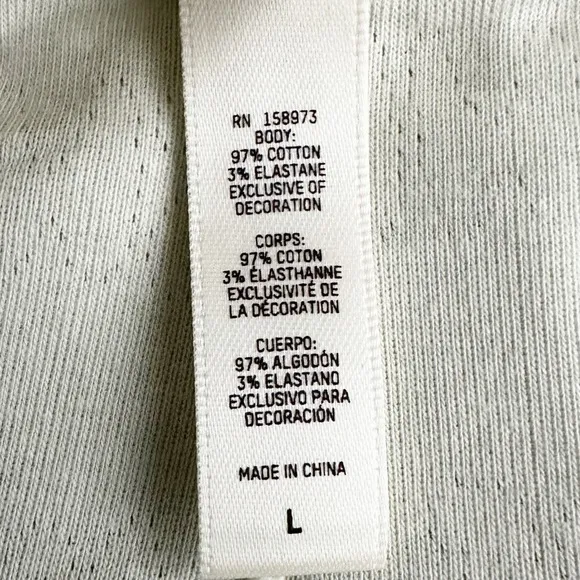 RN 158973
BODY:
97% COTTON
3% ELASTANE
EXCLUSIVE OF
DECORATION
CORPS:
97% COTON
3% ÉLASTHANNE
EXCLUSIVITÉ DE
LA DÉCORATION
CUERPO:
97% ALGODÓN
3% ELASTANO
EXCLUSIVO PARA
DECORACIÓN
MADE IN CHINA
L